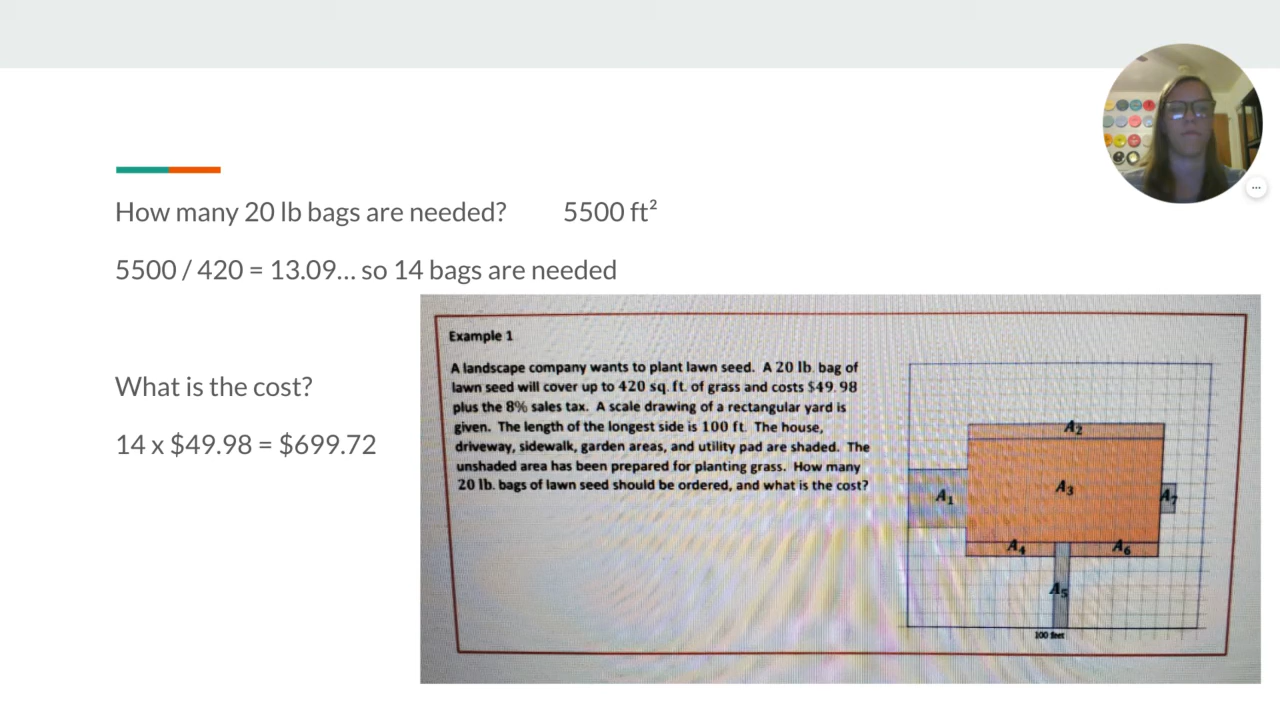 How many 20 lb bags are needed? 5500 ft²
5500 / 420 = 13.09... so 14 bags are needed
What is the cost?
14 x $49.98 = $699.72
Example 1
A landscape company wants to plant lawn seed. A 20 lb. bag of
lawn seed will cover up to 420 sq. ft. of grass and costs $49.98
plus the 8% sales tax. A scale drawing of a rectangular yard is
given. The length of the longest side is 100 ft. The house,
driveway, sidewalk, garden areas, and utility pad are shaded. The
unshaded area has been prepared for planting grass. How many
20 lb. bags of lawn seed should be ordered, and what is the cost?
A₂
A₃
A₁
A₇
A₄
A₆
A₅
100 feet